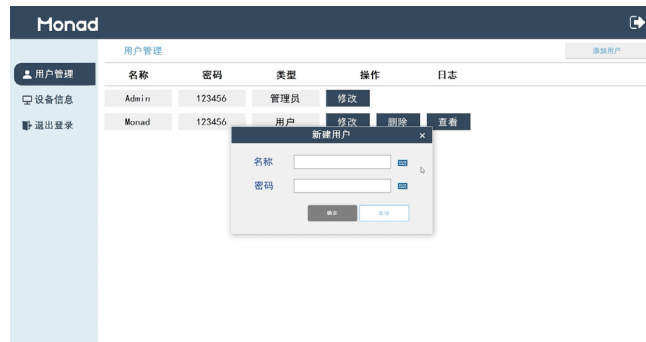 Monad
用户管理
添加用户
用户管理
名称 密码 类型 操作 日志
设备信息
Admin 123456 管理员 修改
退出登录
Monad 123456 用户 修改 删除 查看
新建用户 ×
名称
密码
确定 取消